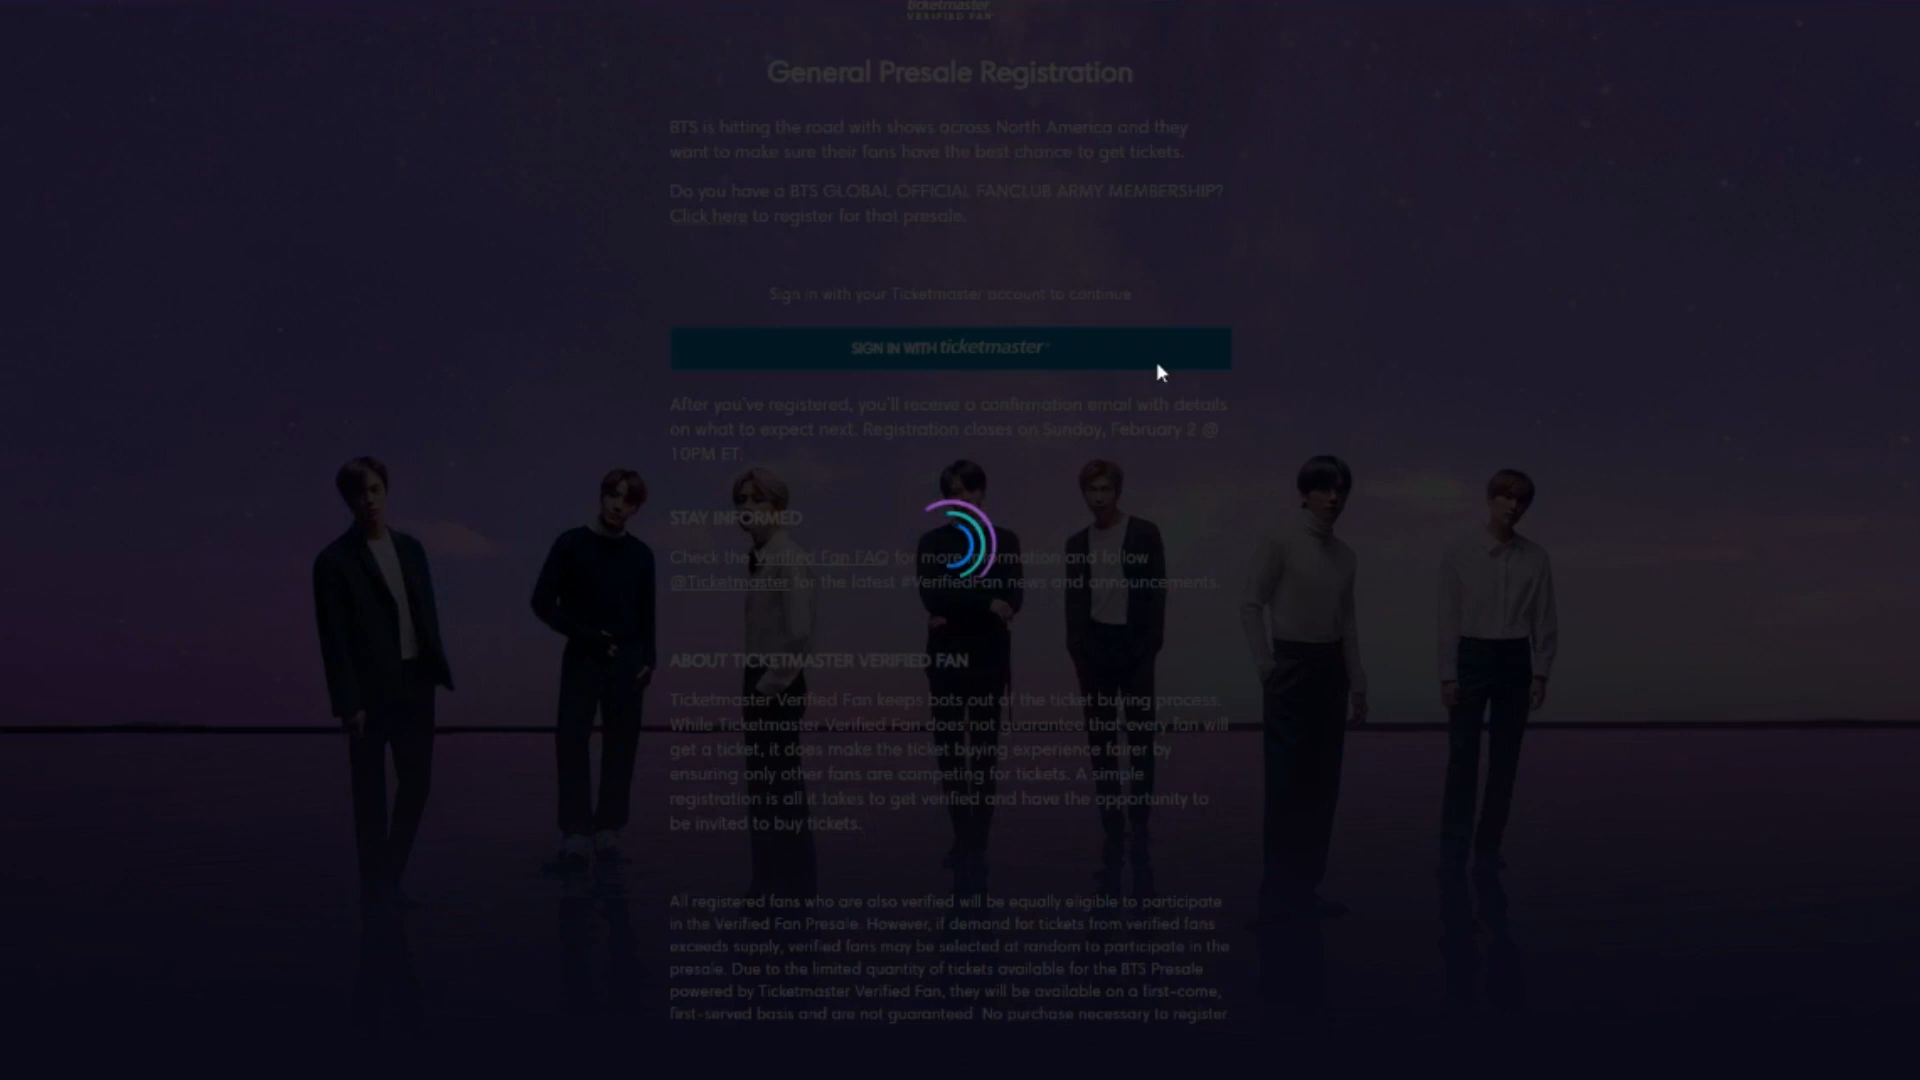 ticketmaster
VERIFIED FAN
General Presale Registration
BTS is hitting the road with shows across North America and they
want to make sure their fans have the best chance to get tickets.
Do you have a BTS GLOBAL OFFICIAL FANCLUB ARMY MEMBERSHIP?
Click here to register for that presale.
Sign in with your Ticketmaster account to continue
SIGN IN WITH ticketmaster
After you've registered, you'll receive a confirmation email with details
on what to expect next. Registration closes on Sunday, February 2 @
10PM ET.
STAY INFORMED
Check the Verified Fan FAQ for more information and follow
@Ticketmaster for the latest #VerifiedFan news and announcements.
ABOUT TICKETMASTER VERIFIED FAN
Ticketmaster Verified Fan keeps bots out of the ticket buying process.
While Ticketmaster Verified Fan does not guarantee that every fan will
get a ticket, it does make the ticket buying experience fairer by
ensuring only other fans are competing for tickets. A simple
registration is all it takes to get verified and have the opportunity to
be invited to buy tickets.
All registered fans who are also verified will be equally eligible to participate
in the Verified Fan Presale. However, if demand for tickets from verified fans
exceeds supply, verified fans may be selected at random to participate in the
presale. Due to the limited quantity of tickets available for the BTS Presale
powered by Ticketmaster Verified Fan, they will be available on a first-come,
first-served basis and are not guaranteed. No purchase necessary to register